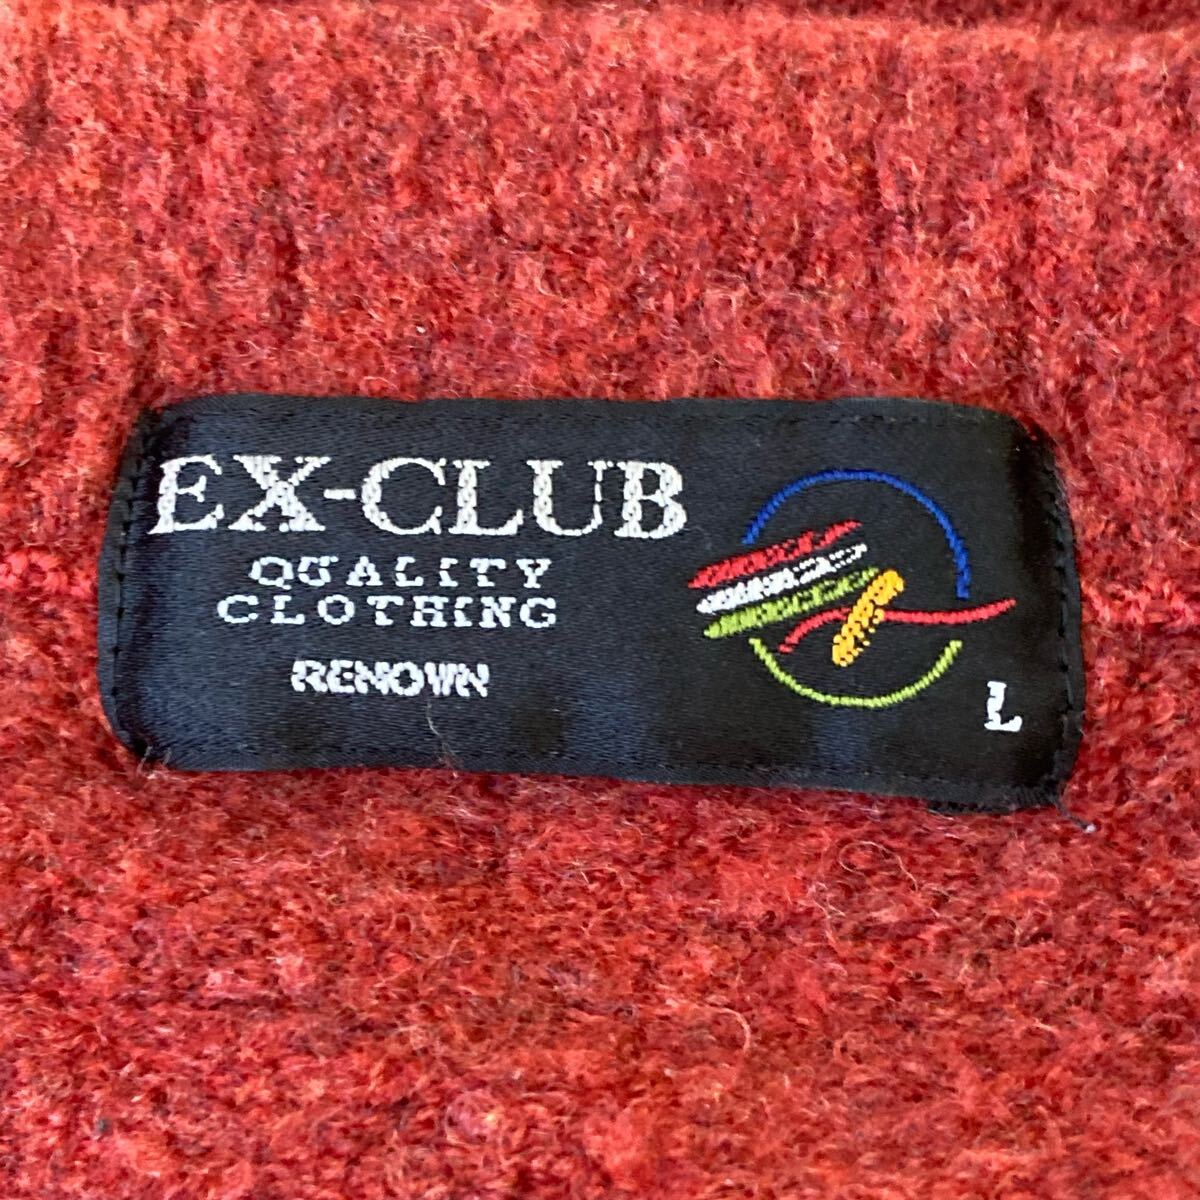 EX-CLUB
QUALITY
CLOTHING
RENOWN
L